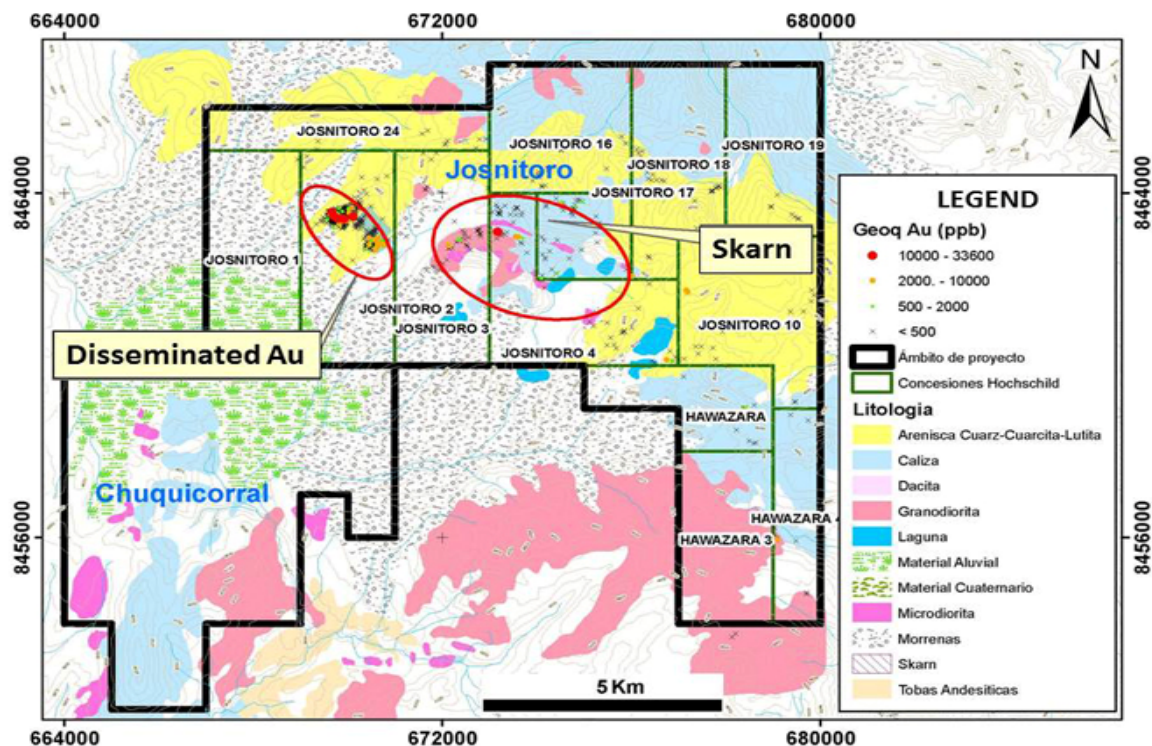 664000
672000
680000
N
JOSNITORO 24
JOSNITORO 16
JOSNITORO 19
JOSNITORO 18
Josnitoro
JOSNITORO 17
8464000
8464000
Skarn
JOSNITORO 1
JOSNITORO 2
JOSNITORO 3
JOSNITORO 10
JOSNITORO 4
Disseminated Au
HAWAZARA
Chuquicorral
HAWAZARA
HAWAZARA 3
8456000
8456000
5 Km
LEGEND
Geoq Au (ppb)
10000 - 33600
2000. - 10000
500 - 2000
< 500
Ámbito de proyecto
Concesiones Hochschild
Litologia
Arenisca Cuarz-Cuarcita-Lutita
Caliza
Dacita
Granodiorita
Laguna
Material Aluvial
Material Cuaternario
Microdiorita
Morrenas
Skarn
Tobas Andesiticas
664000
672000
680000